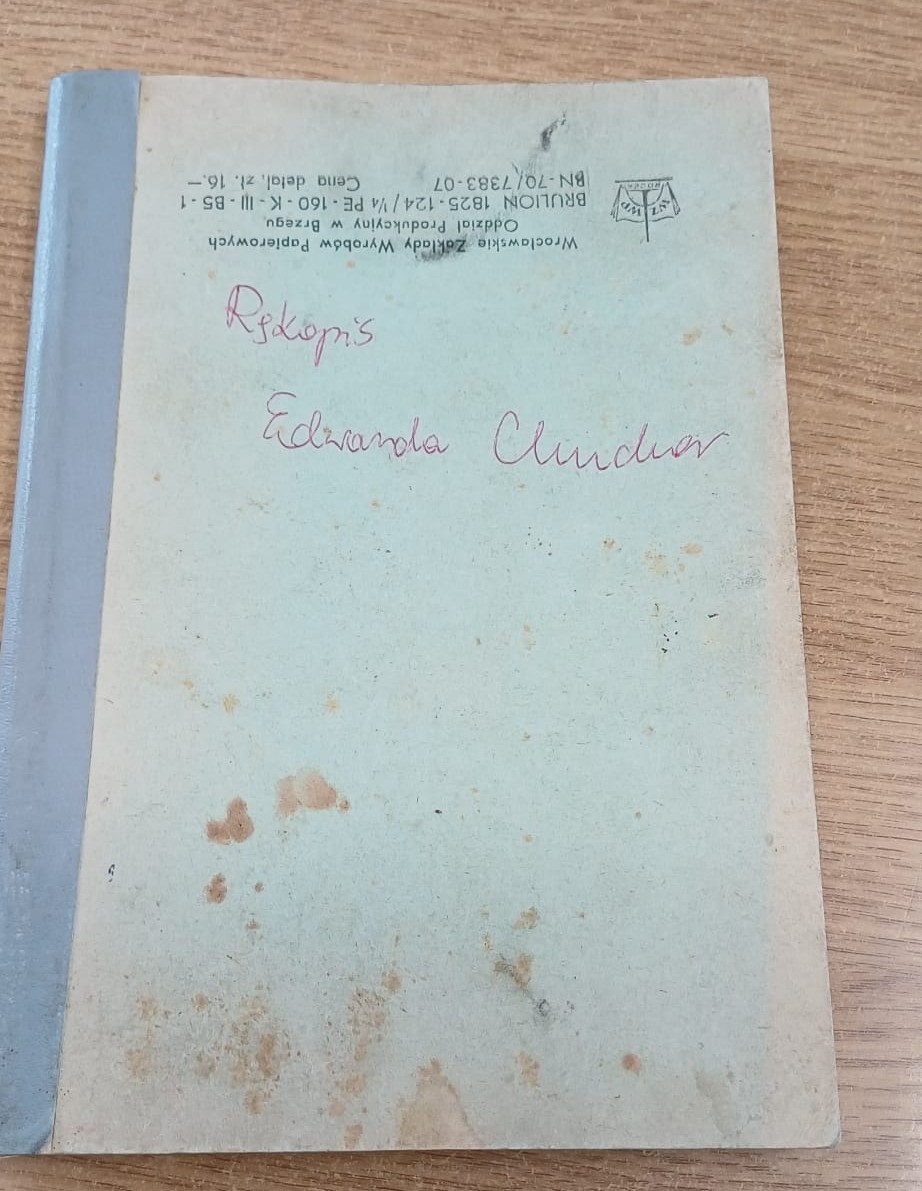 Wrocławskie Zakłady Wyrobów Papierowych
Oddział Produkcyjny w Brzegu
BRULION 1825-124/¼ PE - 160 - K - III - B5 - 1
BN-70/7383-07 Cena detal. zł. 16.—
Rękopis
Edwarda